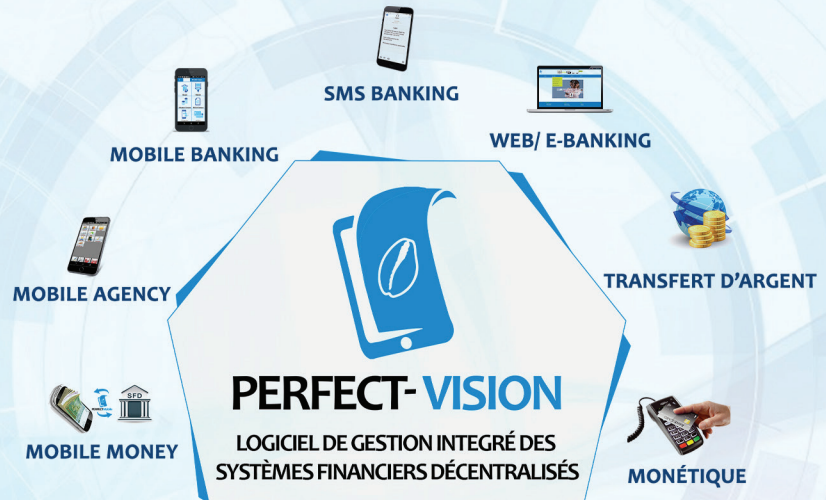 SMS BANKING
MOBILE BANKING
WEB/ E-BANKING
MOBILE AGENCY
TRANSFERT D'ARGENT
MOBILE MONEY
SFD
MONÉTIQUE
PERFECT-VISION
LOGICIEL DE GESTION INTEGRÉ DES
SYSTÈMES FINANCIERS DÉCENTRALISÉS